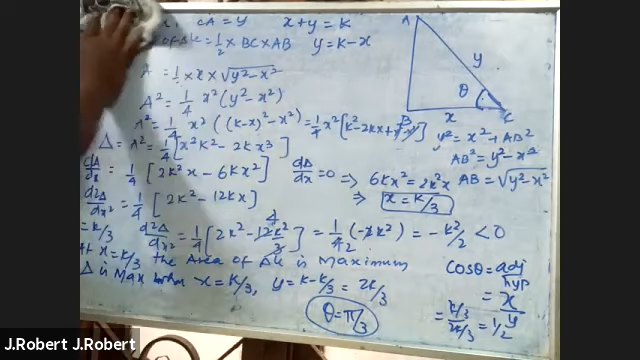 CA = y x+y = k
of Δle = 1/2 × BC × AB y = k-x
A = 1/2 × x × √(y²-x²)
A² = 1/4 x² (y²-x²)
A² = 1/4 x² ((k-x)²-x²) = 1/4 x² [k²-2kx+x²-x²]
Δ = A² = 1/4 [x²k² - 2kx³]
dΔ/dx = 1/4 [2k²x - 6kx²] dΔ/dx = 0 ⇒ 6kx² = 2k²x
⇒ x = k/3
d²Δ/dx² = 1/4 [2k² - 12kx]
= k/3 d²Δ/dx² = 1/4 [2k² - 12k²/3] 4 = 1/4 (-2k²) 2 = -k²/2 < 0
At x = k/3 the Area of Δle is Maximum
Δ is Max when x = k/3, y = k-k/3 = 2k/3
θ = π/3
A
y
θ
B x C
y² = x² + AB²
AB² = y² - x²
AB = √(y²-x²)
cosθ = adj/hyp
= x/y
= k/3 / 2k/3 = 1/2
J.Robert J.Robert